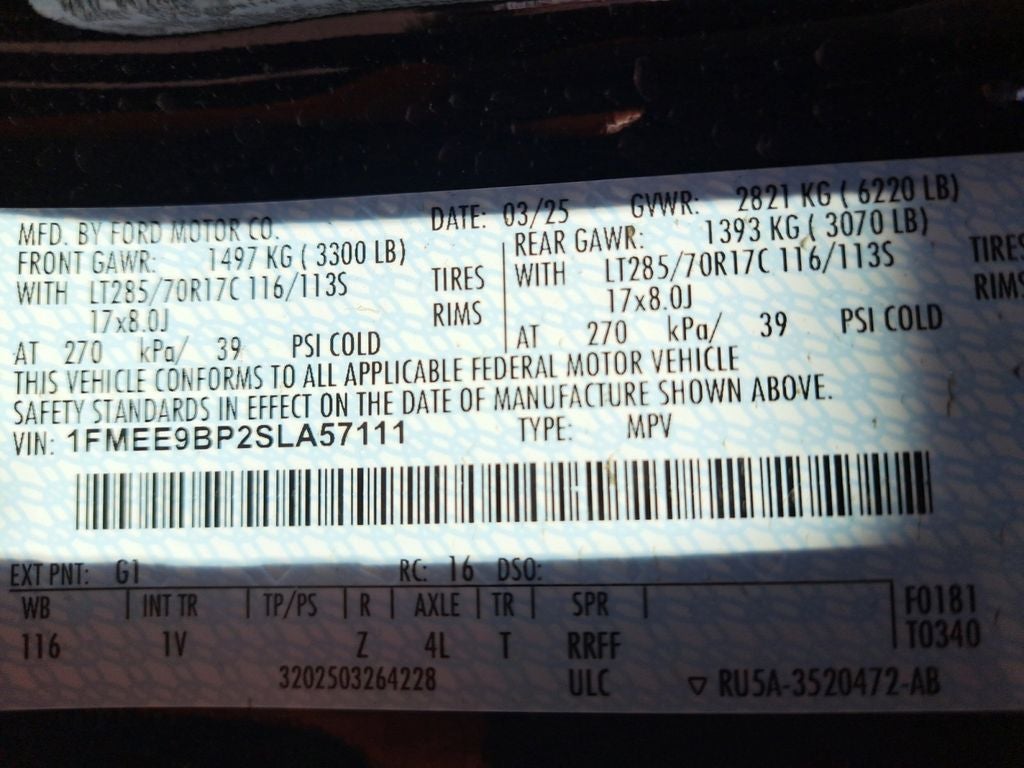 MFD. BY FORD MOTOR CO. DATE: 03/25 GVWR: 2821 KG ( 6220 LB)
FRONT GAWR: 1497 KG ( 3300 LB) REAR GAWR: 1393 KG ( 3070 LB)
WITH LT285/70R17C 116/113S TIRES WITH LT285/70R17C 116/113S TIRES
17x8.0J RIMS 17x8.0J RIMS
AT 270 kPa/ 39 PSI COLD AT 270 kPa/ 39 PSI COLD
THIS VEHICLE CONFORMS TO ALL APPLICABLE FEDERAL MOTOR VEHICLE
SAFETY STANDARDS IN EFFECT ON THE DATE OF MANUFACTURE SHOWN ABOVE.
VIN: 1FMEE9BP2SLA57111 TYPE: MPV
EXT PNT: G1 RC: 16 DSO:
WB INT TR TP/PS R AXLE TR SPR F0181
116 1V Z 4L T RRFF T0340
3202503264228 ULC ▽ RU5A-3520472-AB